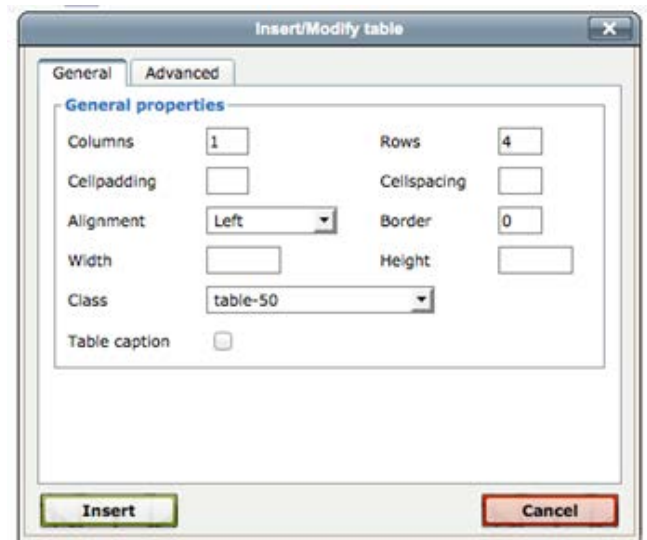 Insert/Modify table
General Advanced
General properties
Columns 1 Rows 4
Cellpadding Cellspacing
Alignment Left Border 0
Width Height
Class table-50
Table caption
Insert Cancel